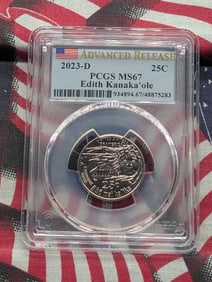 ADVANCED RELEASE
2023-D 25C
PCGS MS67
Edith Kanaka'ole
934894.67/48875283